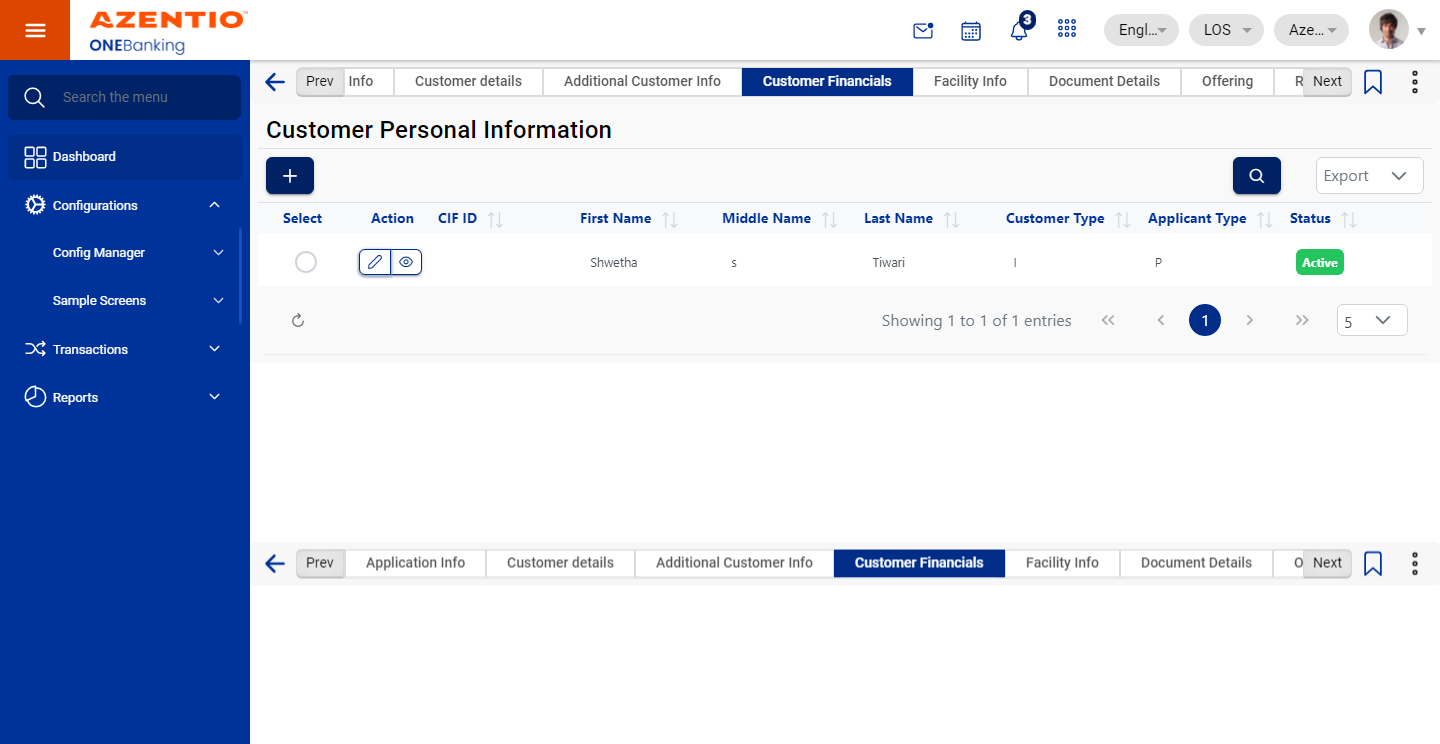 AZENTIO™
ONEBanking
3
Engl...
LOS
Aze...
Search the menu
Dashboard
Configurations
Config Manager
Sample Screens
Transactions
Reports
Prev Info Customer details Additional Customer Info Customer Financials Facility Info Document Details Offering R Next
Customer Personal Information
Export
Select Action CIF ID First Name Middle Name Last Name Customer Type Applicant Type Status
Shwetha s Tiwari I P Active
Showing 1 to 1 of 1 entries 1 5
Prev Application Info Customer details Additional Customer Info Customer Financials Facility Info Document Details O Next